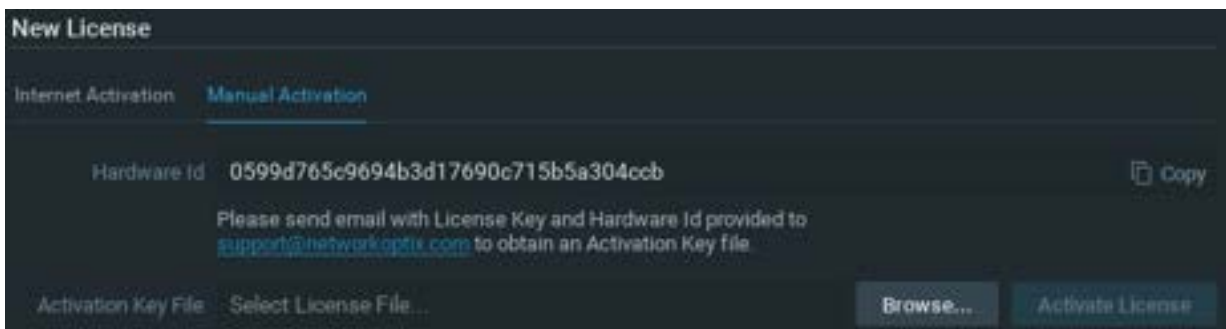 New License
Internet Activation Manual Activation
Hardware Id 0599d765c9694b3d17690c715b5a304ccb Copy
Please send email with License Key and Hardware Id provided to
support@networkoptix.com to obtain an Activation Key file.
Activation Key File Select License File... Browse... Activate License